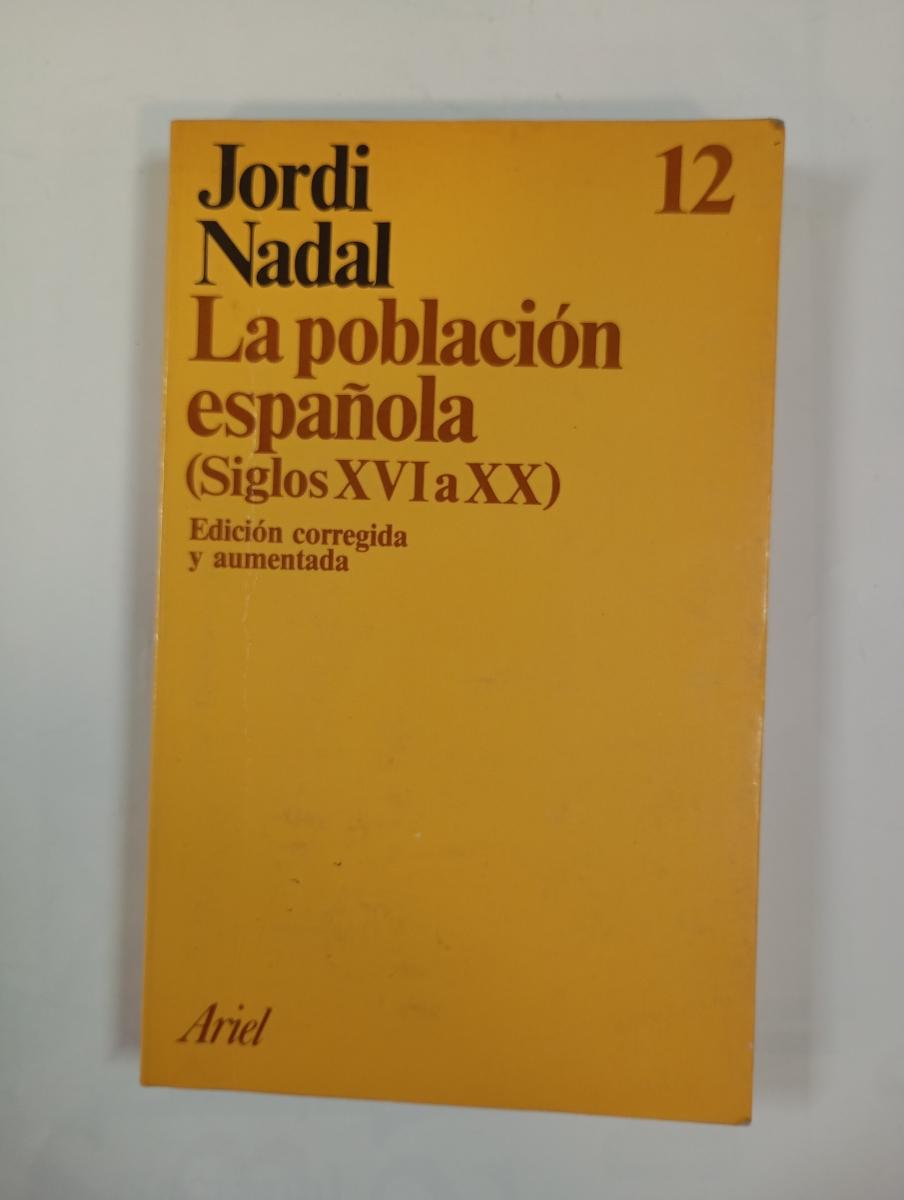 Jordi
Nadal
12
La población
española
(Siglos XVI a XX)
Edición corregida
y aumentada
Ariel